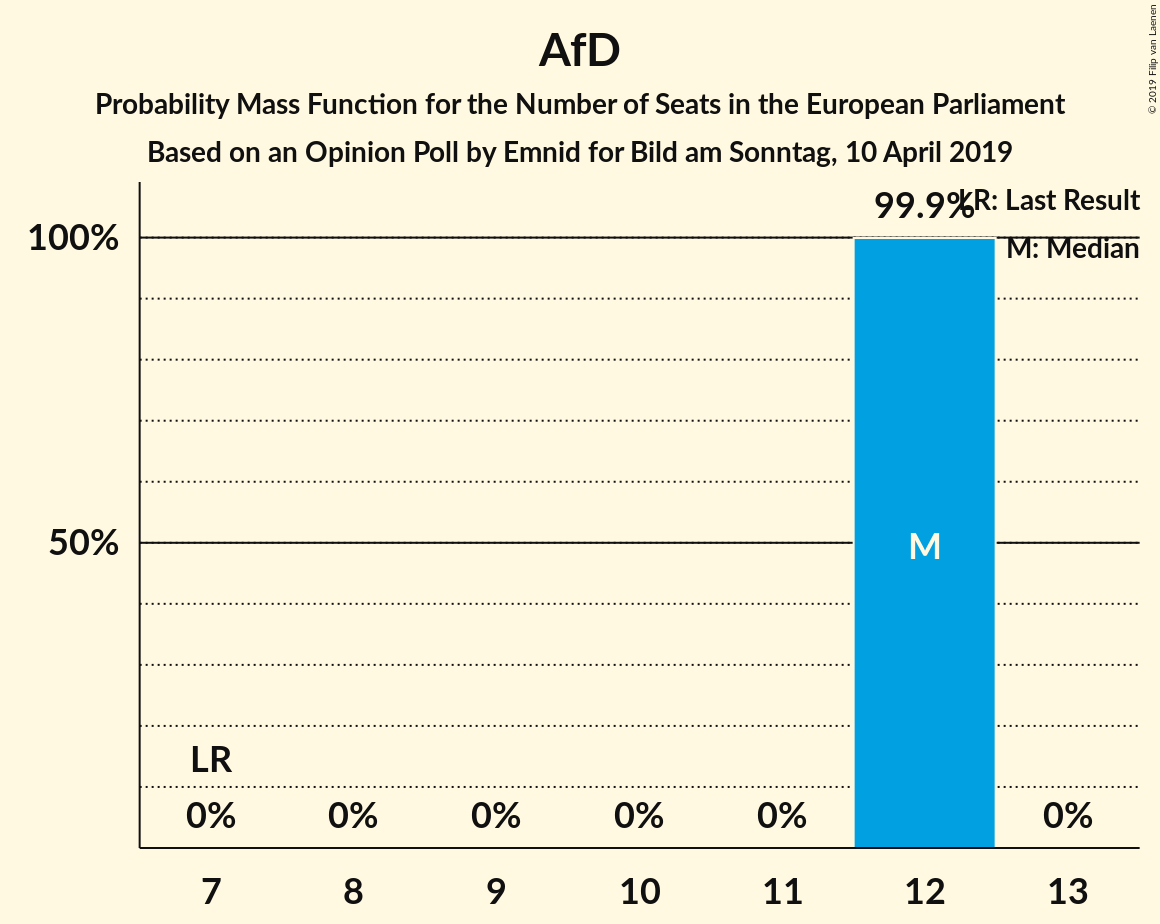 AfD
Probability Mass Function for the Number of Seats in the European Parliament
Based on an Opinion Poll by Emnid for Bild am Sonntag, 10 April 2019
© 2019 Filip van Laenen
99.9%
LR: Last Result
M: Median
100%
50%
M
LR
0% 0% 0% 0% 0% 0%
7 8 9 10 11 12 13